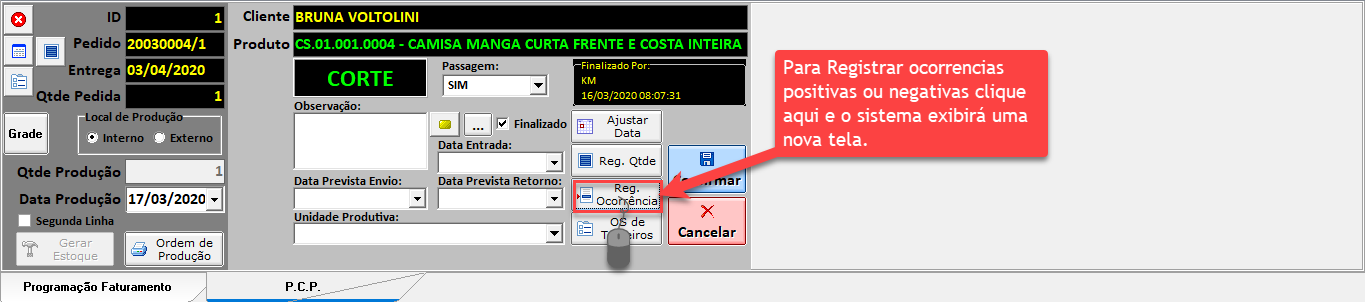 ID 1
Pedido 20030004/1
Entrega 03/04/2020
Qtde Pedida 1
Grade
Local de Produção
Interno Externo
Qtde Produção 1
Data Produção 17/03/2020
Segunda Linha
Gerar
Estoque
Ordem de
Produção
Cliente BRUNA VOLTOLINI
Produto CS.01.001.0004 - CAMISA MANGA CURTA FRENTE E COSTA INTEIRA
CORTE
Passagem:
SIM
Finalizado Por:
KM
16/03/2020 08:07:31
Observação:
... Finalizado
Data Entrada:
Data Prevista Envio:
Data Prevista Retorno:
Unidade Produtiva:
Ajustar
Data
Reg. Qtde
Reg.
Ocorrência
OS de
Cancelar
Para Registrar ocorrencias
positivas ou negativas clique
aqui e o sistema exibirá uma
nova tela.
Programação Faturamento
P.C.P.